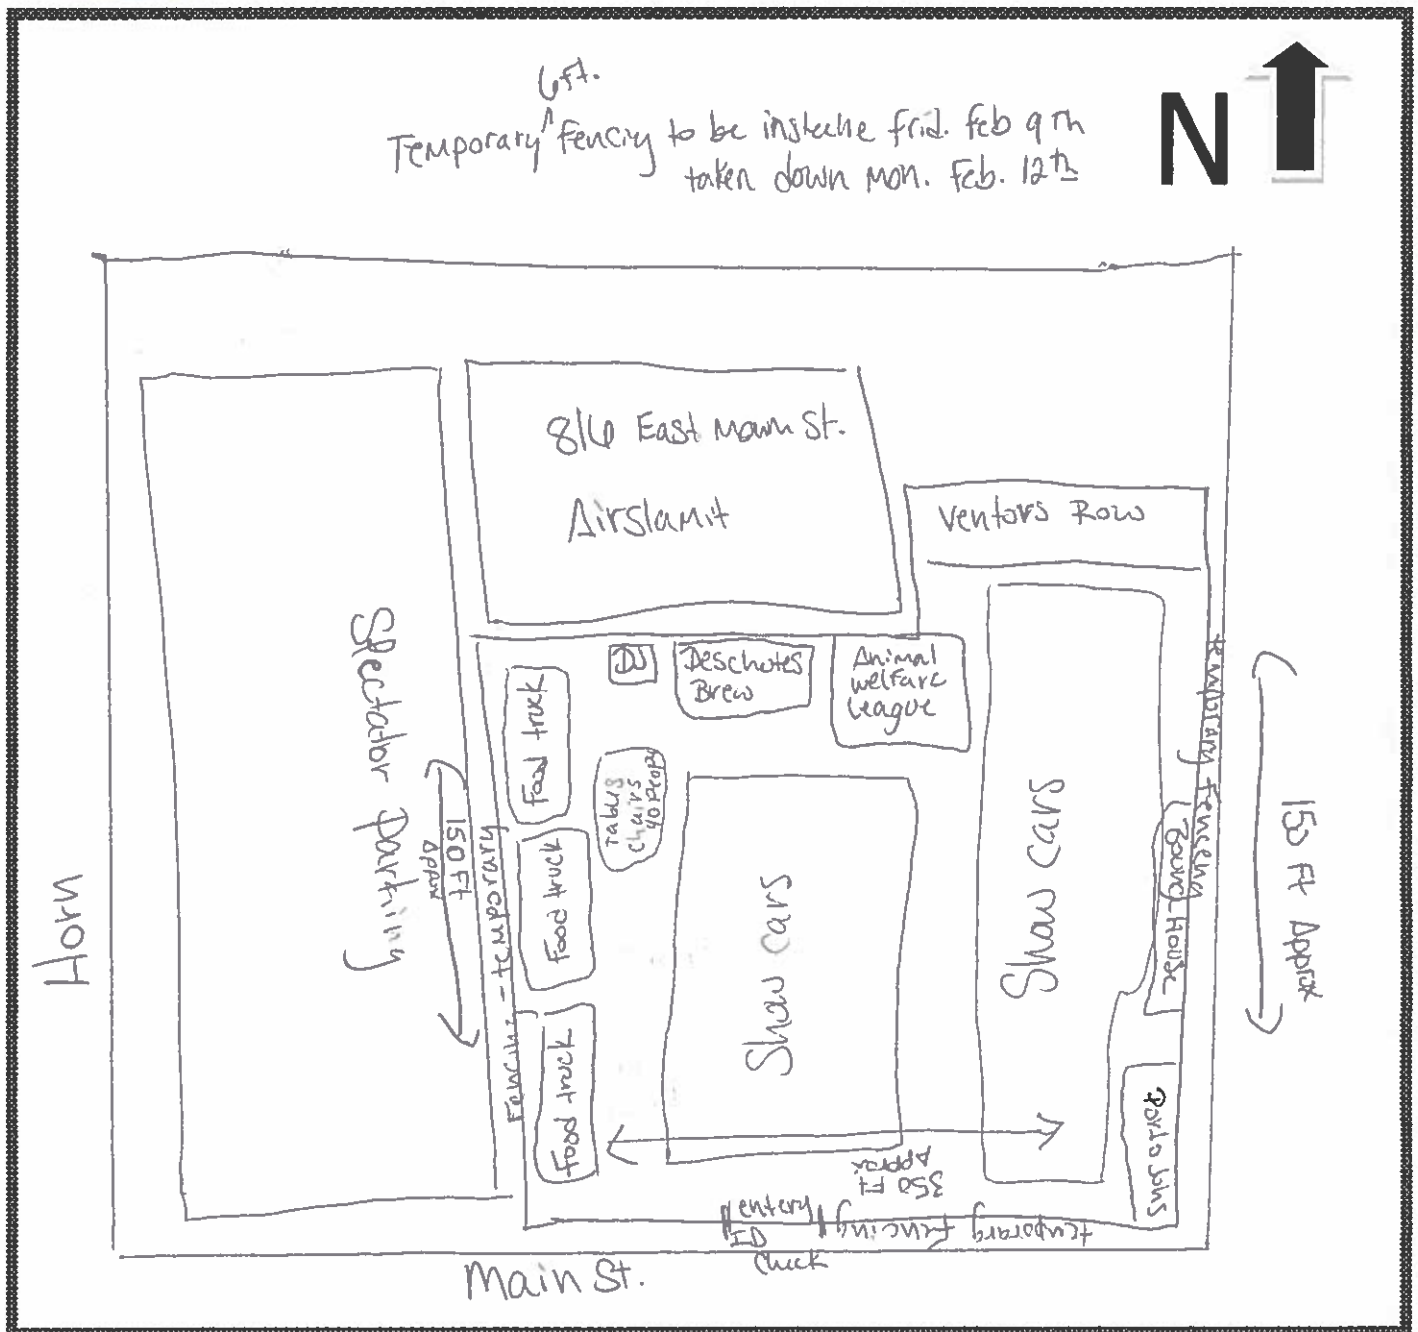 6ft.
N
Temporary ^ Fencing to be insteche frid. Feb 9th
taken down mon. Feb. 12th
816 East Main St.
Airslamit
Ventors Row
DJ
Deschutes
Brew
Animal
welfare
League
Food truck
Tables
chairs
40 people
Spectator Parking
150 Ft
Approx
Fencing - temporary
Food truck
Show Cars
Show Cars
temporary fencing
Bounce House
150 Ft Approx
Horn
Food truck
Porta Johns
350 Ft
Approx
entery
ID
Check
temporary fencing
Main St.